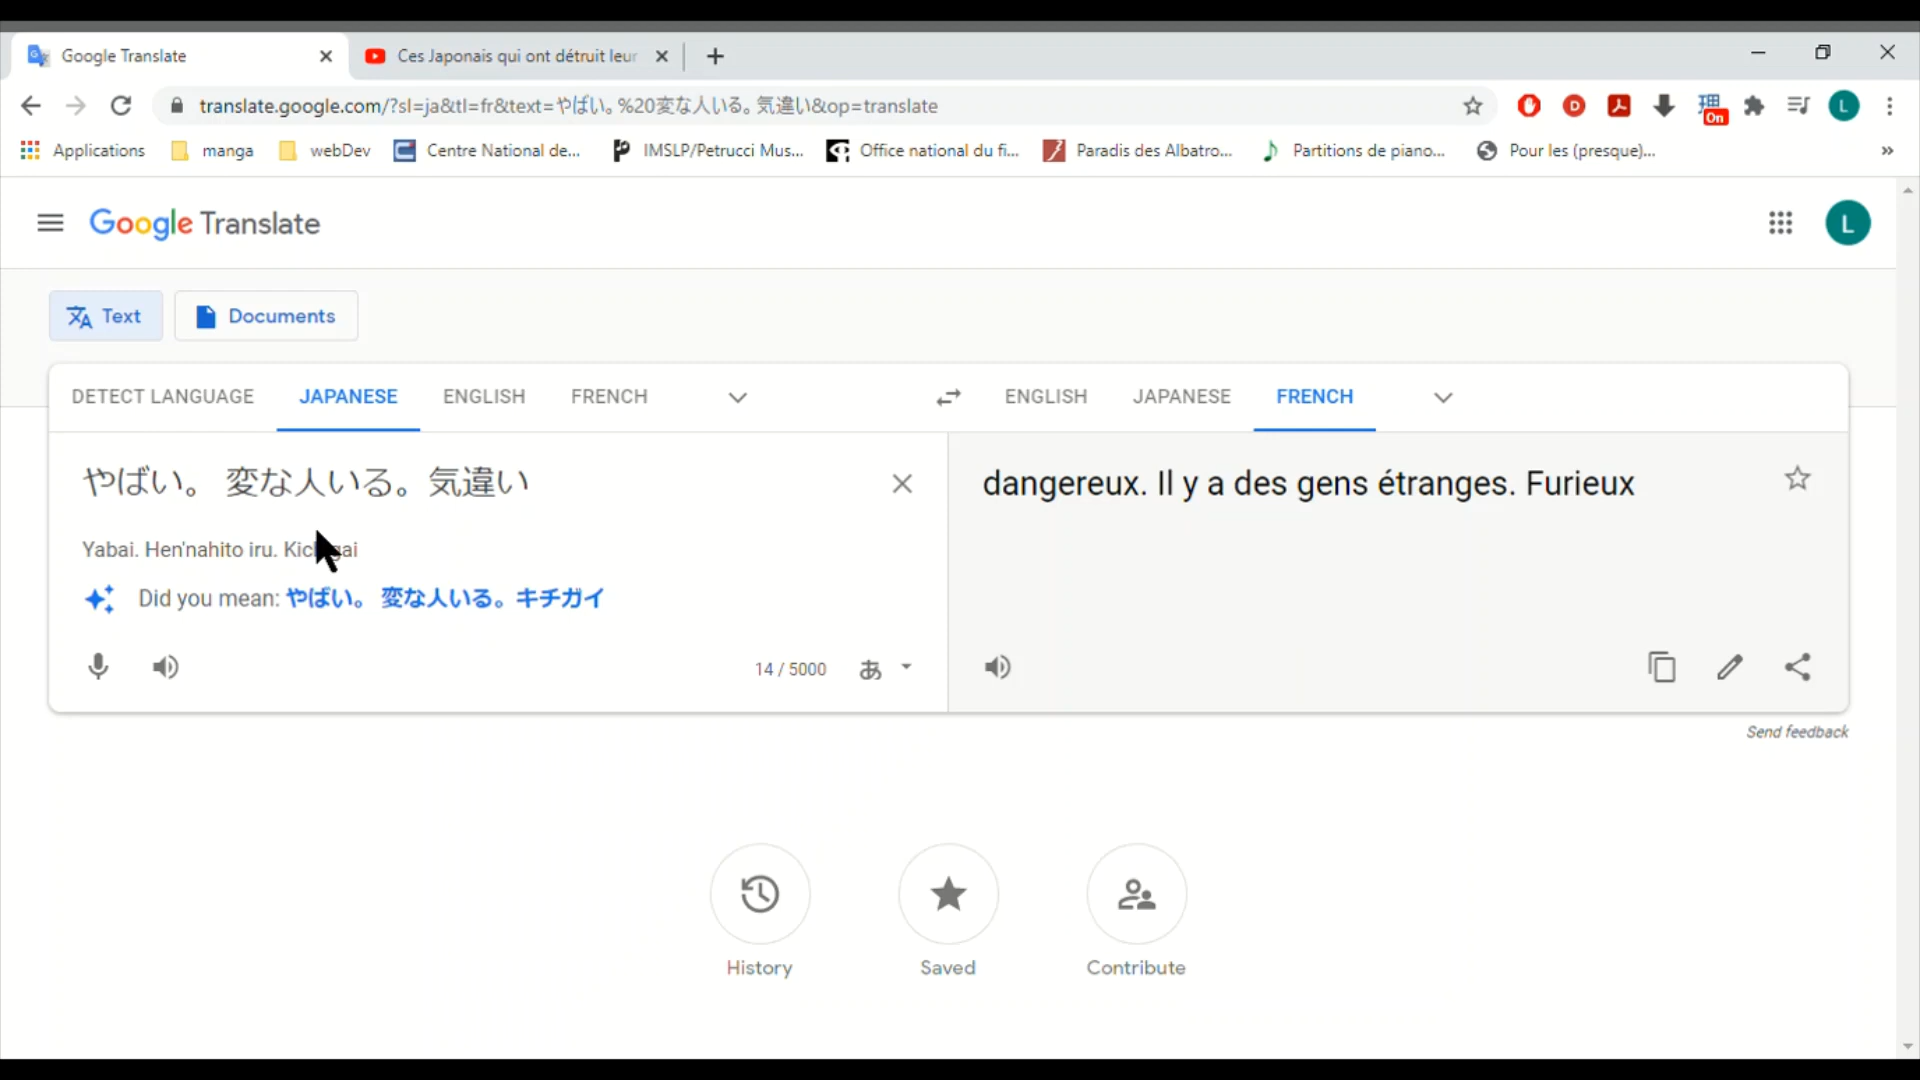 Google Translate
Ces Japonais qui ont détruit leur
translate.google.com/?sl=ja&tl=fr&text=やばい。%20変な人いる。気違い&op=translate
On
L
Applications
manga
webDev
Centre National de...
IMSLP/Petrucci Mus...
Office national du fi...
Paradis des Albatro...
Partitions de piano...
Pour les (presque)...
Google Translate
L
Text
Documents
DETECT LANGUAGE
JAPANESE
ENGLISH
FRENCH
ENGLISH
JAPANESE
FRENCH
やばい。 変な人いる。気違い
dangereux. Il y a des gens étranges. Furieux
Yabai. Hen'nahito iru.
Did you mean: やばい。 変な人いる。キチガイ
14 / 5000
あ
Send feedback
History
Saved
Contribute